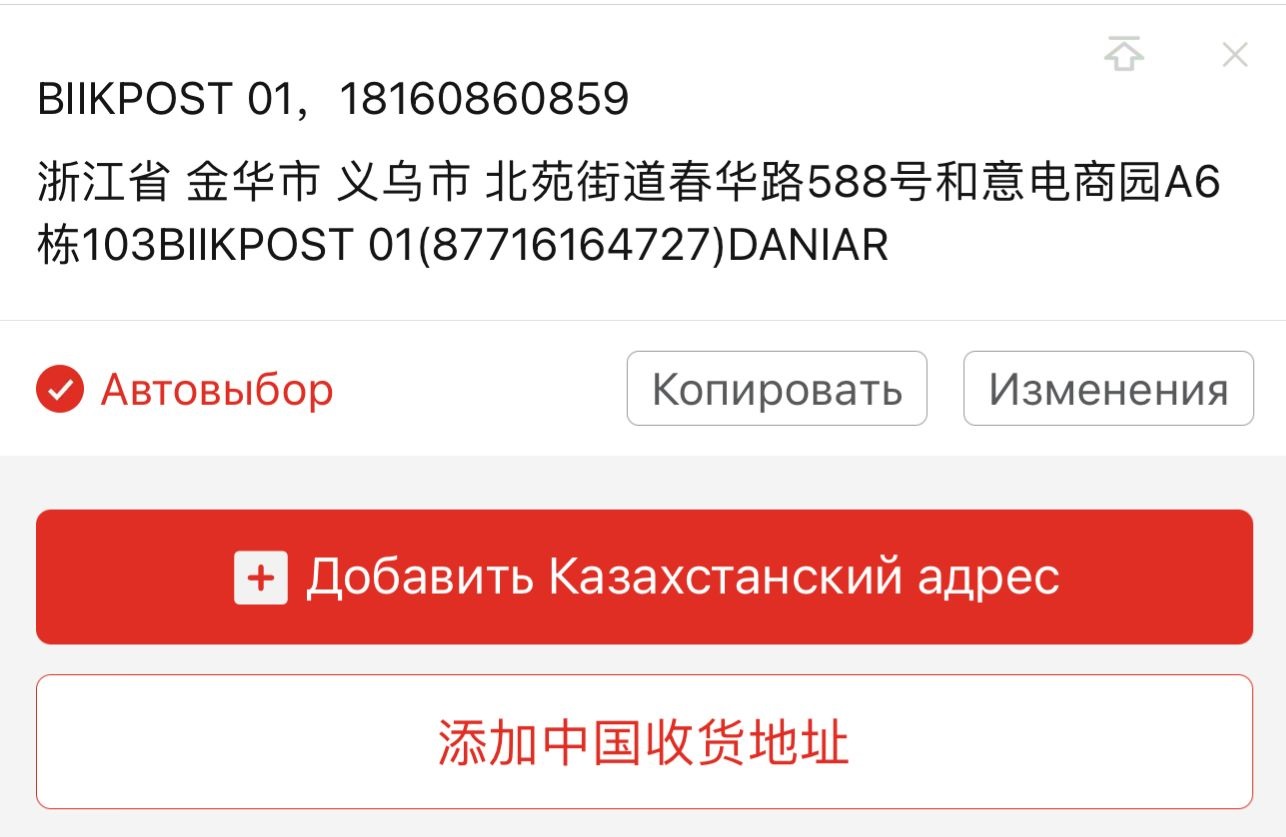 BIIKPOST 01，18160860859
浙江省 金华市 义乌市 北苑街道春华路588号和意电商园A6
栋103BIIKPOST 01(87716164727)DANIAR
Автовыбор
Копировать
Изменения
Добавить Казахстанский адрес
添加中国收货地址